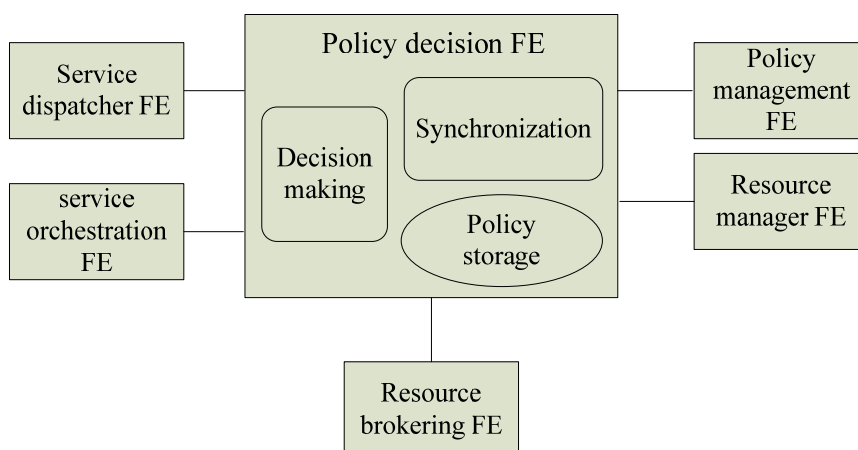 Policy decision FE
Service
dispatcher FE
service
orchestration
FE
Decision
making
Synchronization
Policy
storage
Policy
management
FE
Resource
manager FE
Resource
brokering FE